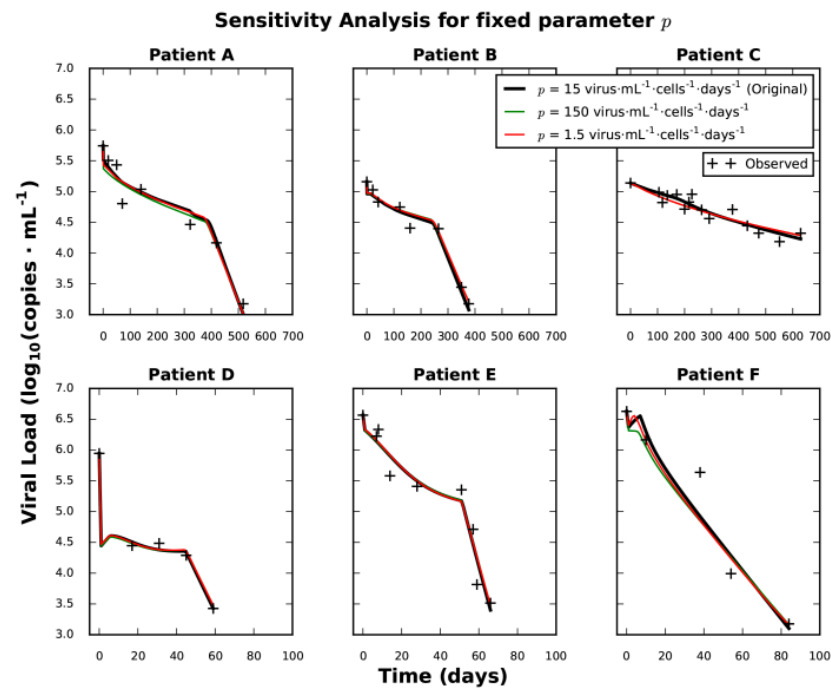 Sensitivity Analysis for fixed parameter p
Patient A
Patient B
Patient C
7.0
6.5
6.0
5.5
5.0
4.5
4.0
3.5
3.0
p = 15 virus·mL⁻¹·cells⁻¹·days⁻¹ (Original)
p = 150 virus·mL⁻¹·cells⁻¹·days⁻¹
p = 1.5 virus·mL⁻¹·cells⁻¹·days⁻¹
Observed
0 100 200 300 400 500 600 700
0 100 200 300 400 500 600 700
0 100 200 300 400 500 600 700
Viral Load (log₁₀(copies · mL⁻¹)
Patient D
Patient E
Patient F
7.0
6.5
6.0
5.5
5.0
4.5
4.0
3.5
3.0
0 20 40 60 80 100
0 20 40 60 80 100
0 20 40 60 80 100
Time (days)